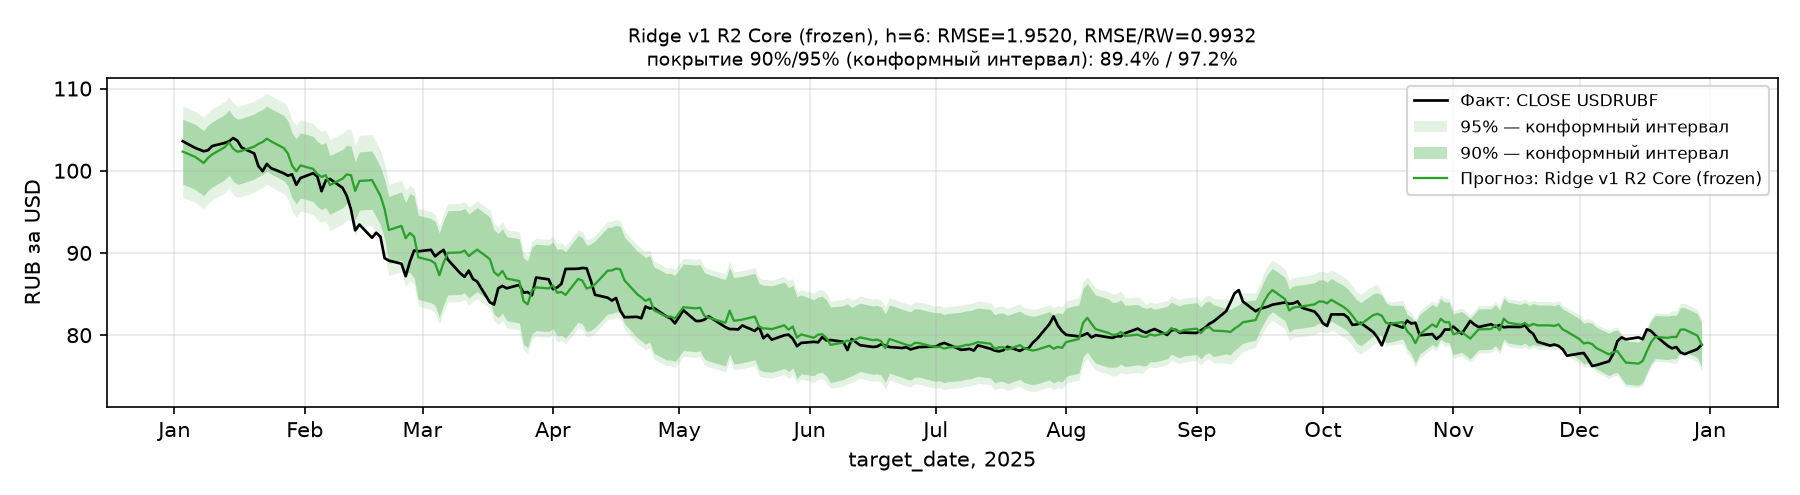 Ridge v1 R2 Core (frozen), h=6: RMSE=1.9520, RMSE/RW=0.9932
покрытие 90%/95% (конформный интервал): 89.4% / 97.2%
110
100
90
80
RUB за USD
Факт: CLOSE USDRUBF
95% — конформный интервал
90% — конформный интервал
Прогноз: Ridge v1 R2 Core (frozen)
Jan Feb Mar Apr May Jun Jul Aug Sep Oct Nov Dec Jan
target_date, 2025